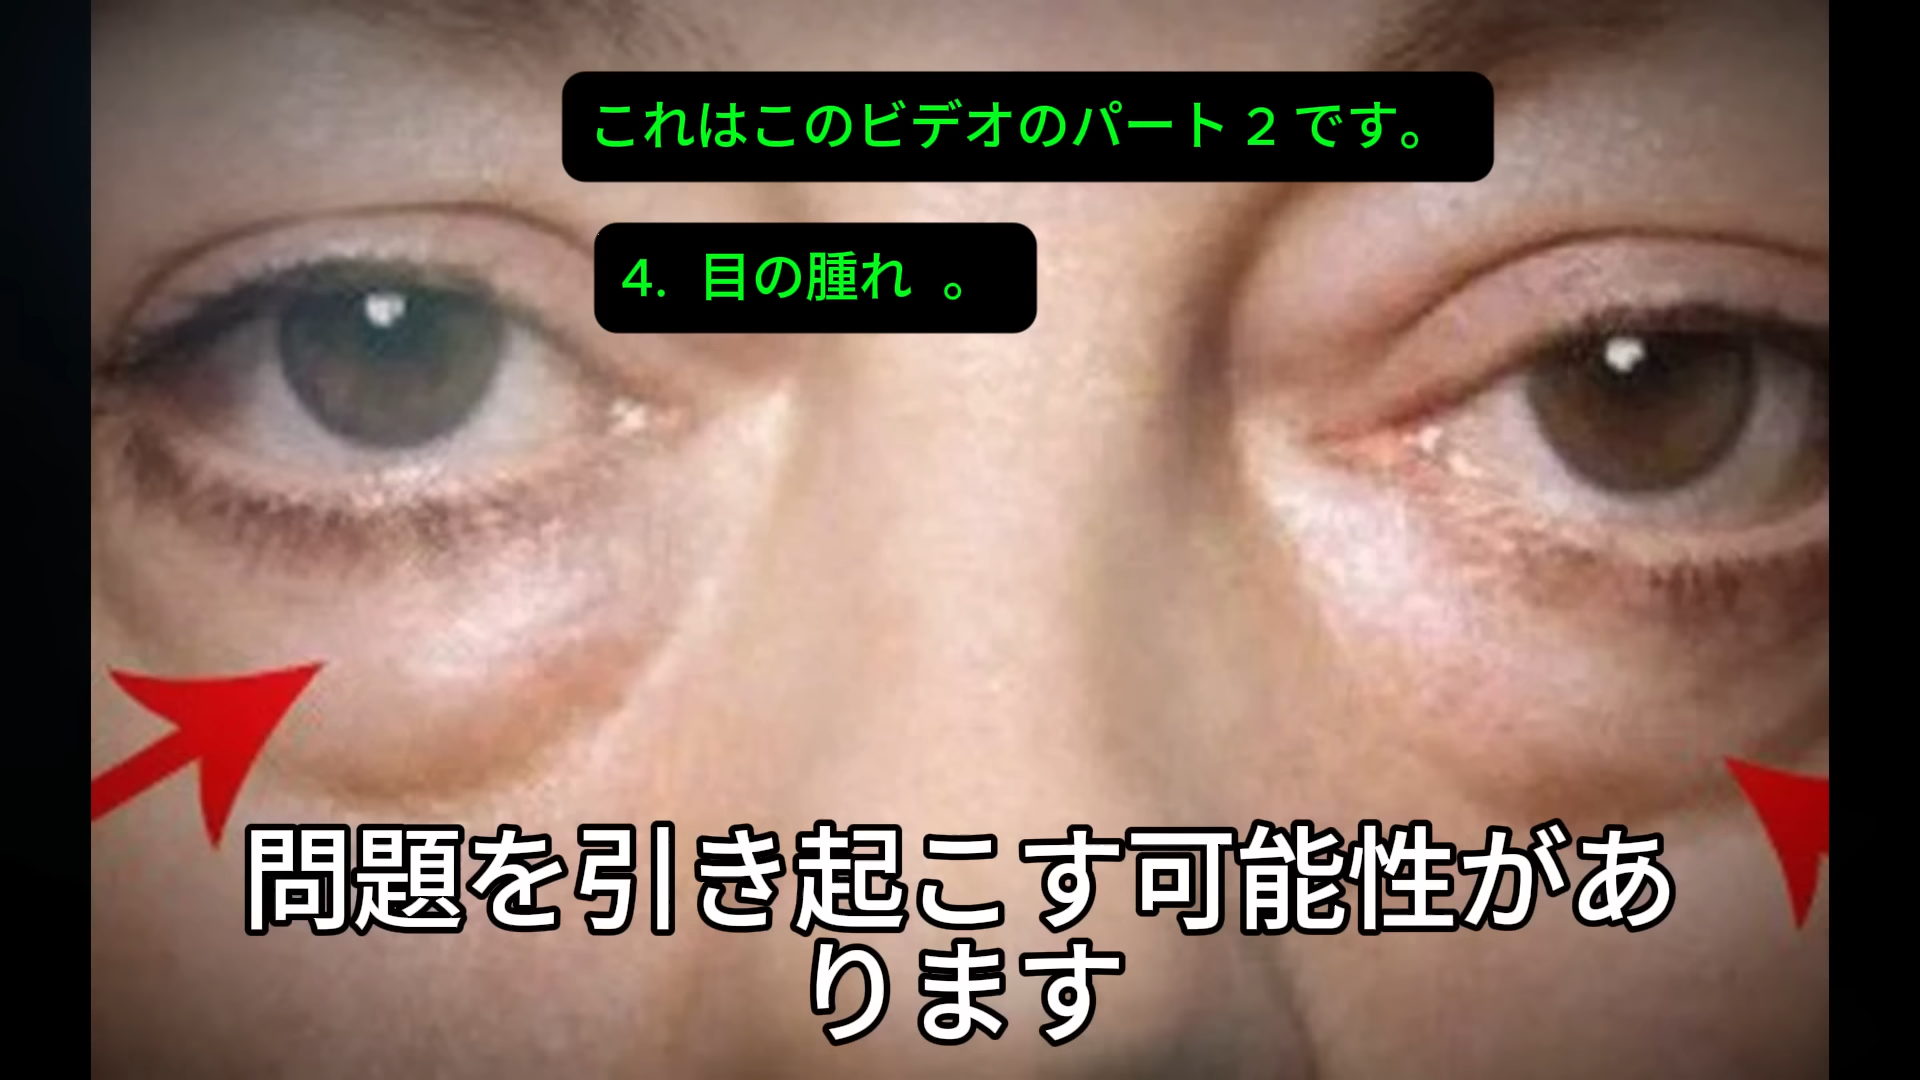 これはこのビデオのパート 2 です。
4. 目の腫れ 。
問題を引き起こす可能性があ
ります